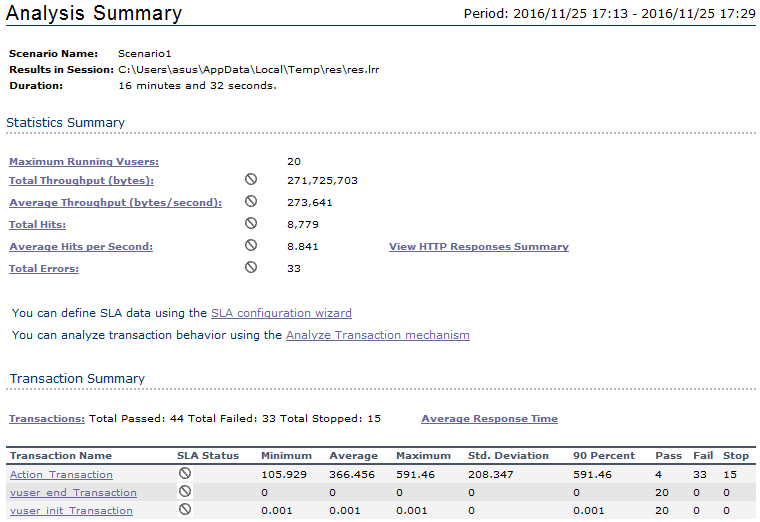 Analysis Summary Period: 2016/11/25 17:13 - 2016/11/25 17:29
Scenario Name: Scenario1
Results in Session: C:\Users\asus\AppData\Local\Temp\res\res.lrr
Duration: 16 minutes and 32 seconds.
Statistics Summary
Maximum Running Vusers: 20
Total Throughput (bytes): 271,725,703
Average Throughput (bytes/second): 273,641
Total Hits: 8,779
Average Hits per Second: 8.841 View HTTP Responses Summary
Total Errors: 33
You can define SLA data using the SLA configuration wizard
You can analyze transaction behavior using the Analyze Transaction mechanism
Transaction Summary
Transactions: Total Passed: 44 Total Failed: 33 Total Stopped: 15 Average Response Time
Transaction Name SLA Status Minimum Average Maximum Std. Deviation 90 Percent Pass Fail Stop
Action_Transaction 105.929 366.456 591.46 208.347 591.46 4 33 15
vuser_end_Transaction 0 0 0 0 0 20 0 0
vuser_init_Transaction 0.001 0.001 0.001 0 0.001 20 0 0